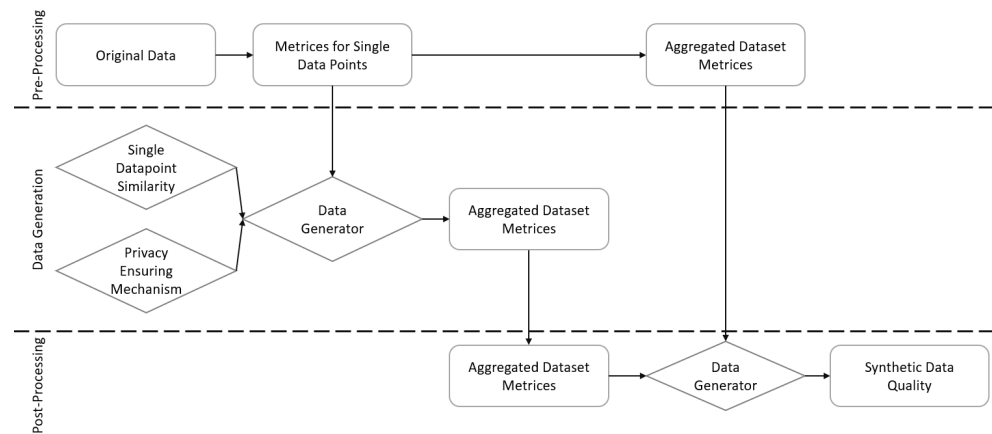 Pre-Processing
Original Data
Metrices for Single
Data Points
Aggregated Dataset
Metrices
Data Generation
Single
Datapoint
Similarity
Privacy
Ensuring
Mechanism
Data
Generator
Aggregated Dataset
Metrices
Post-Processing
Aggregated Dataset
Metrices
Data
Generator
Synthetic Data
Quality